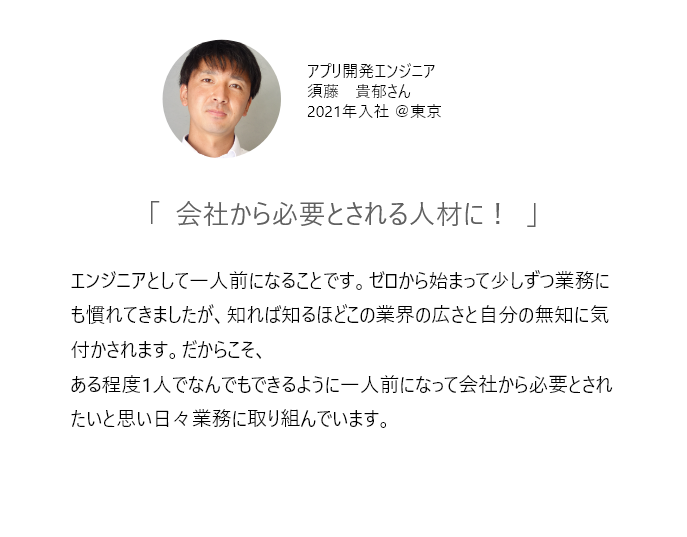 アプリ開発エンジニア
須藤　貴郁さん
2021年入社 ＠東京
「　会社から必要とされる人材に！　」
エンジニアとして一人前になることです。ゼロから始まって少しずつ業務に
も慣れてきましたが、知れば知るほどこの業界の広さと自分の無知に気
付かされます。だからこそ、
ある程度1人でなんでもできるように一人前になって会社から必要とされ
たいと思い日々業務に取り組んでいます。